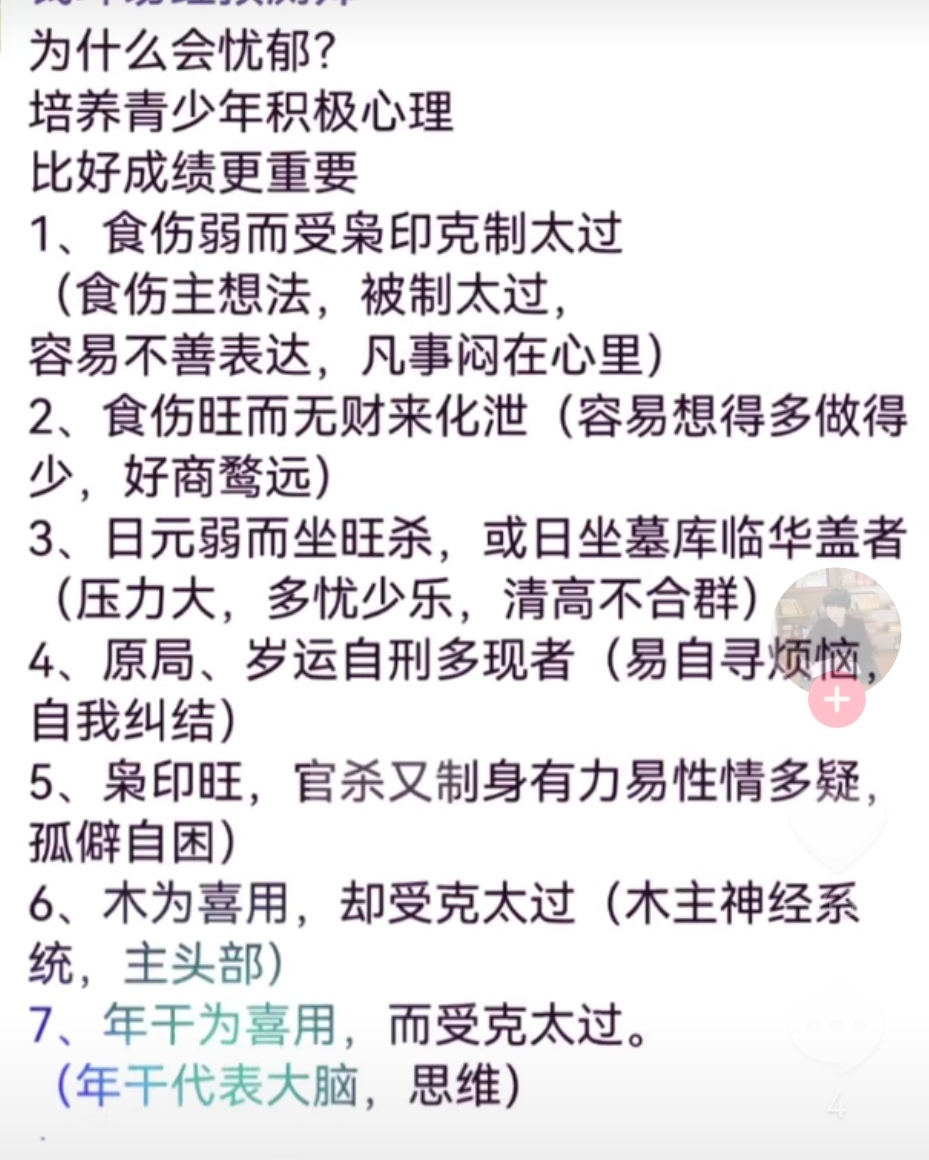 为什么会忧郁?
培养青少年积极心理
比好成绩更重要
1、食伤弱而受枭印克制太过
（食伤主想法，被制太过，
容易不善表达，凡事闷在心里）
2、食伤旺而无财来化泄（容易想得多做得
少，好商鹜远）
3、日元弱而坐旺杀，或日坐墓库临华盖者
（压力大，多忧少乐，清高不合群）
4、原局、岁运自刑多现者（易自寻烦恼，
自我纠结）
5、枭印旺，官杀又制身有力易性情多疑，
孤僻自困）
6、木为喜用，却受克太过（木主神经系
统，主头部）
7、年干为喜用，而受克太过。
（年干代表大脑，思维）
4